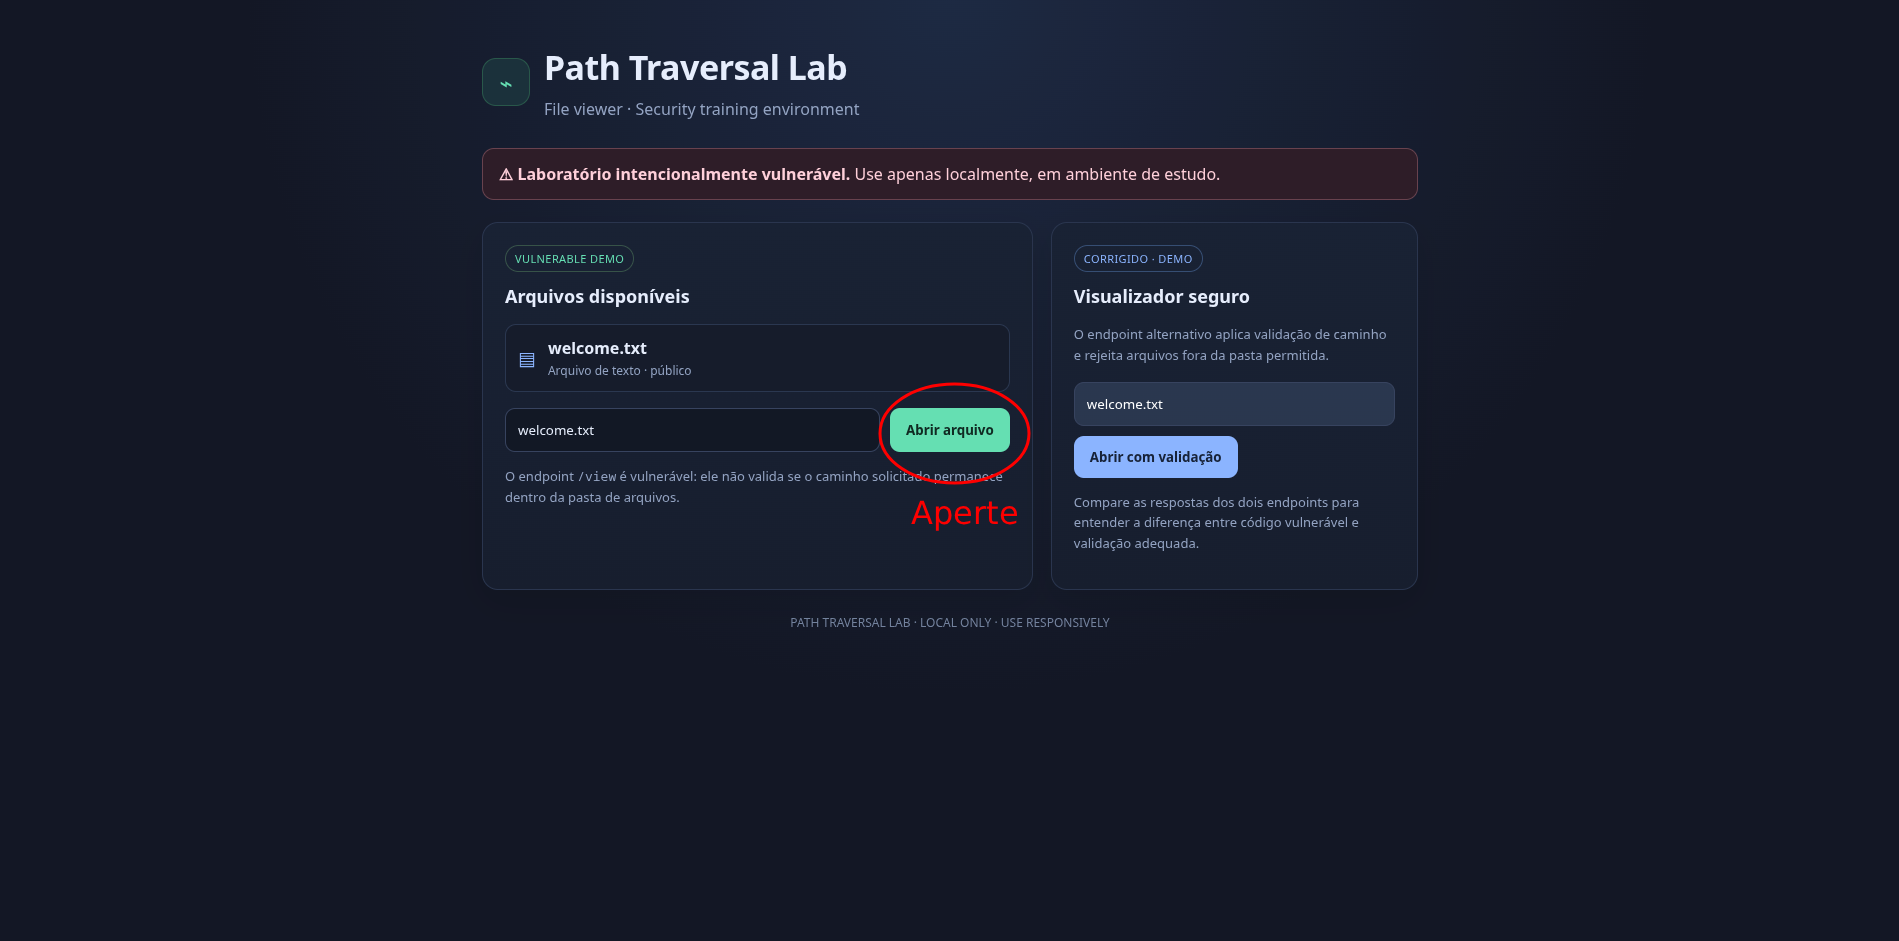 Path Traversal Lab
File viewer · Security training environment
⚠ Laboratório intencionalmente vulnerável. Use apenas localmente, em ambiente de estudo.
VULNERABLE DEMO
Arquivos disponíveis
welcome.txt
Arquivo de texto · público
welcome.txt
Abrir arquivo
O endpoint /view é vulnerável: ele não valida se o caminho solicitado permanece
dentro da pasta de arquivos.
Aperte
CORRIGIDO · DEMO
Visualizador seguro
O endpoint alternativo aplica validação de caminho
e rejeita arquivos fora da pasta permitida.
welcome.txt
Abrir com validação
Compare as respostas dos dois endpoints para
entender a diferença entre código vulnerável e
validação adequada.
PATH TRAVERSAL LAB · LOCAL ONLY · USE RESPONSIVELY